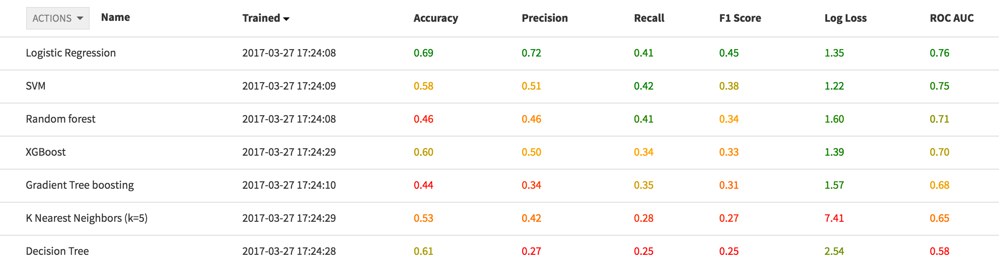 ACTIONS Name Trained Accuracy Precision Recall F1 Score Log Loss ROC AUC
Logistic Regression 2017-03-27 17:24:08 0.69 0.72 0.41 0.45 1.35 0.76
SVM 2017-03-27 17:24:09 0.58 0.51 0.42 0.38 1.22 0.75
Random forest 2017-03-27 17:24:08 0.46 0.46 0.41 0.34 1.60 0.71
XGBoost 2017-03-27 17:24:29 0.60 0.50 0.34 0.33 1.39 0.70
Gradient Tree boosting 2017-03-27 17:24:10 0.44 0.34 0.35 0.31 1.57 0.68
K Nearest Neighbors (k=5) 2017-03-27 17:24:29 0.53 0.42 0.28 0.27 7.41 0.65
Decision Tree 2017-03-27 17:24:28 0.61 0.27 0.25 0.25 2.54 0.58